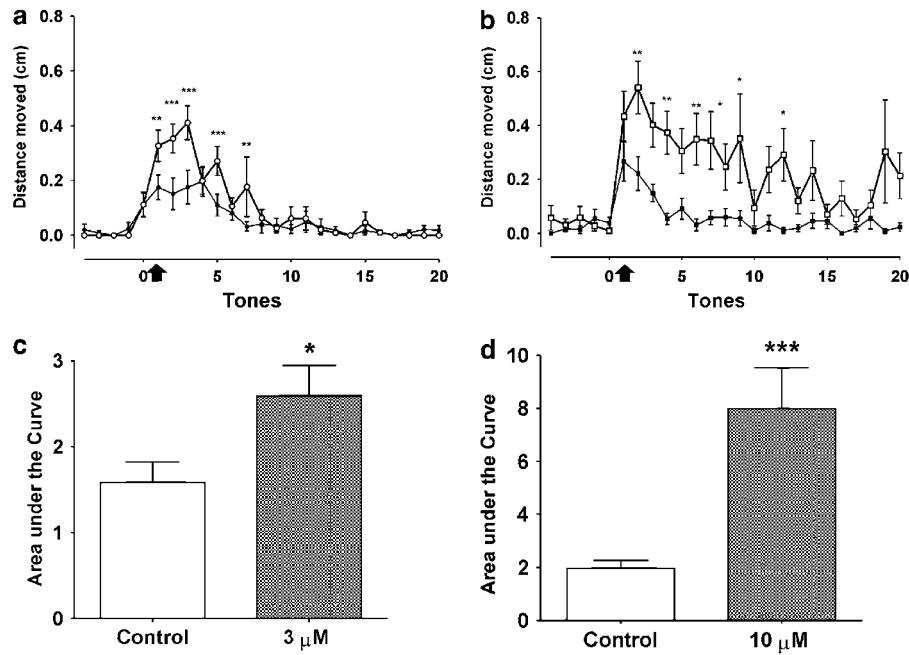 a
Distance moved (cm)
0.8
0.6
0.4
0.2
0.0
** *** *** *** **
0 5 10 15 20
Tones
b
Distance moved (cm)
0.8
0.6
0.4
0.2
0.0
** ** ** * * *
0 5 10 15 20
Tones
c
Area under the Curve
3
2
1
0
*
Control 3 μM
d
Area under the Curve
10
8
6
4
2
0
***
Control 10 μM